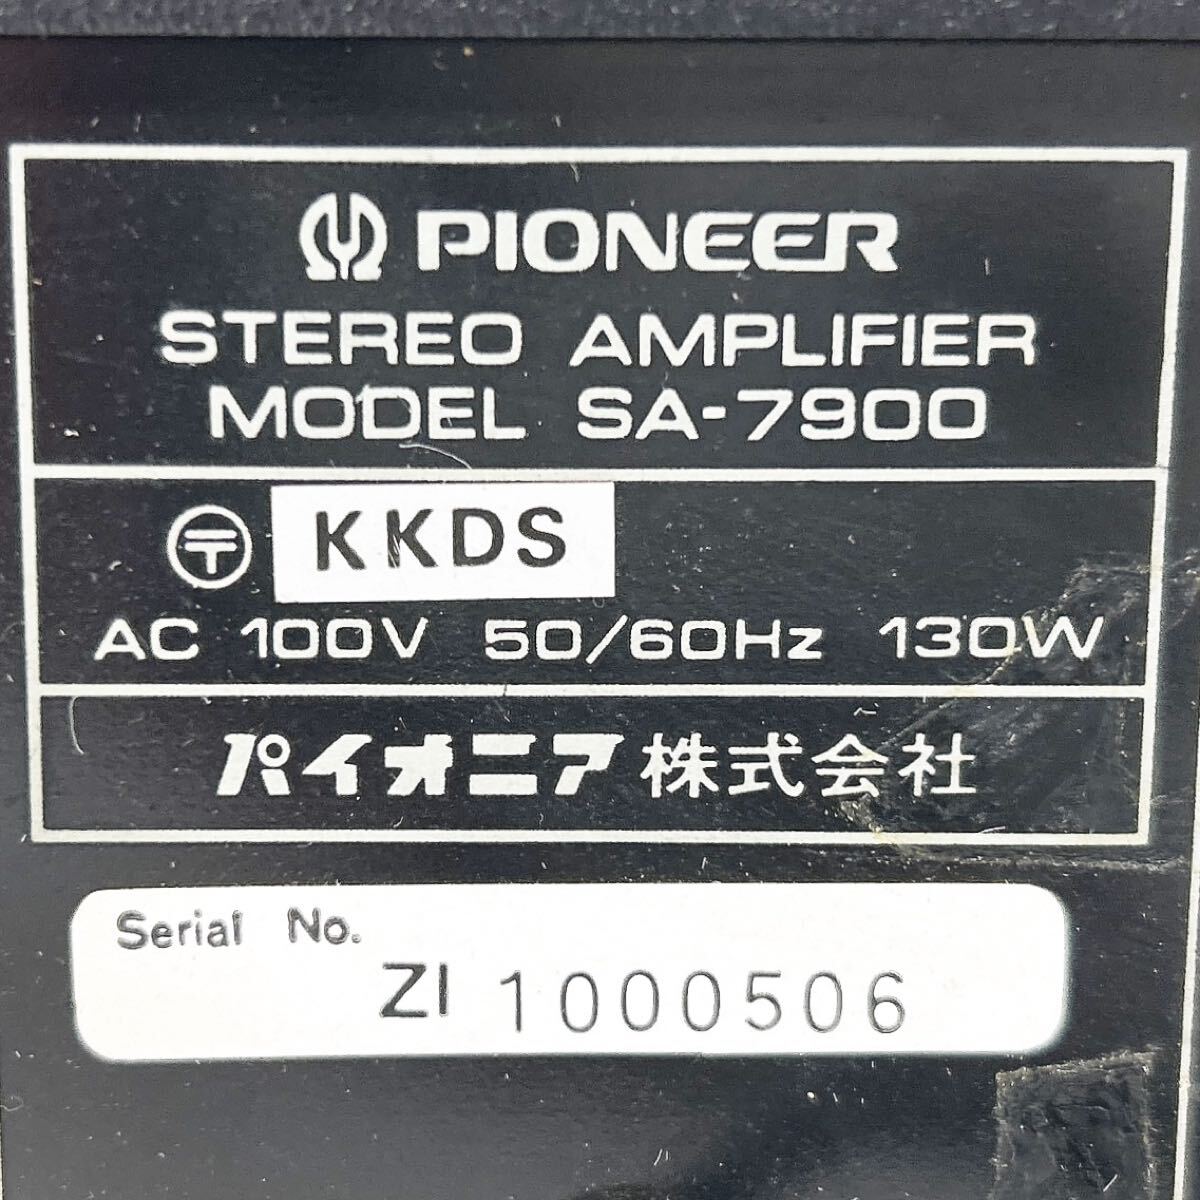 PIONEER
STEREO AMPLIFIER
MODEL SA-7900
〒 KKDS
AC 100V 50/60Hz 130W
パイオニア株式会社
Serial No.
ZI 1000506